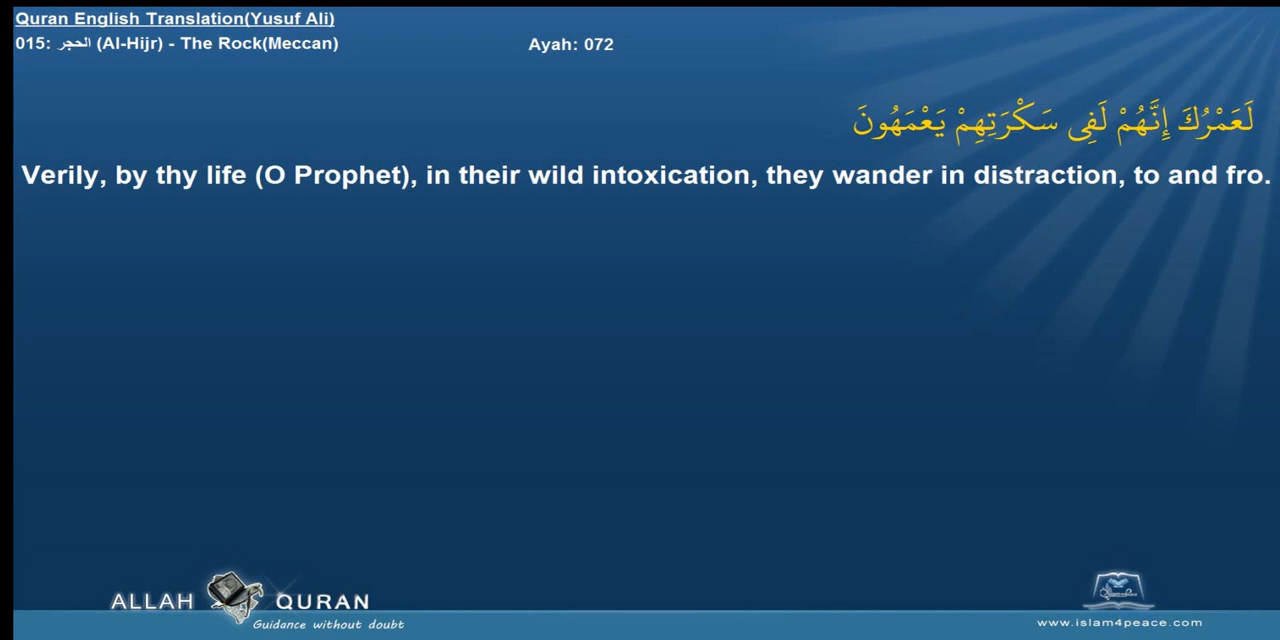 Quran English Translation(Yusuf Ali)
015: الحجر (Al-Hijr) - The Rock(Meccan) Ayah: 072
لَعَمْرُكَ إِنَّهُمْ لَفِى سَكْرَتِهِمْ يَعْمَهُونَ
Verily, by thy life (O Prophet), in their wild intoxication, they wander in distraction, to and fro.
ALLAH QURAN
Guidance without doubt
www.islam4peace.com